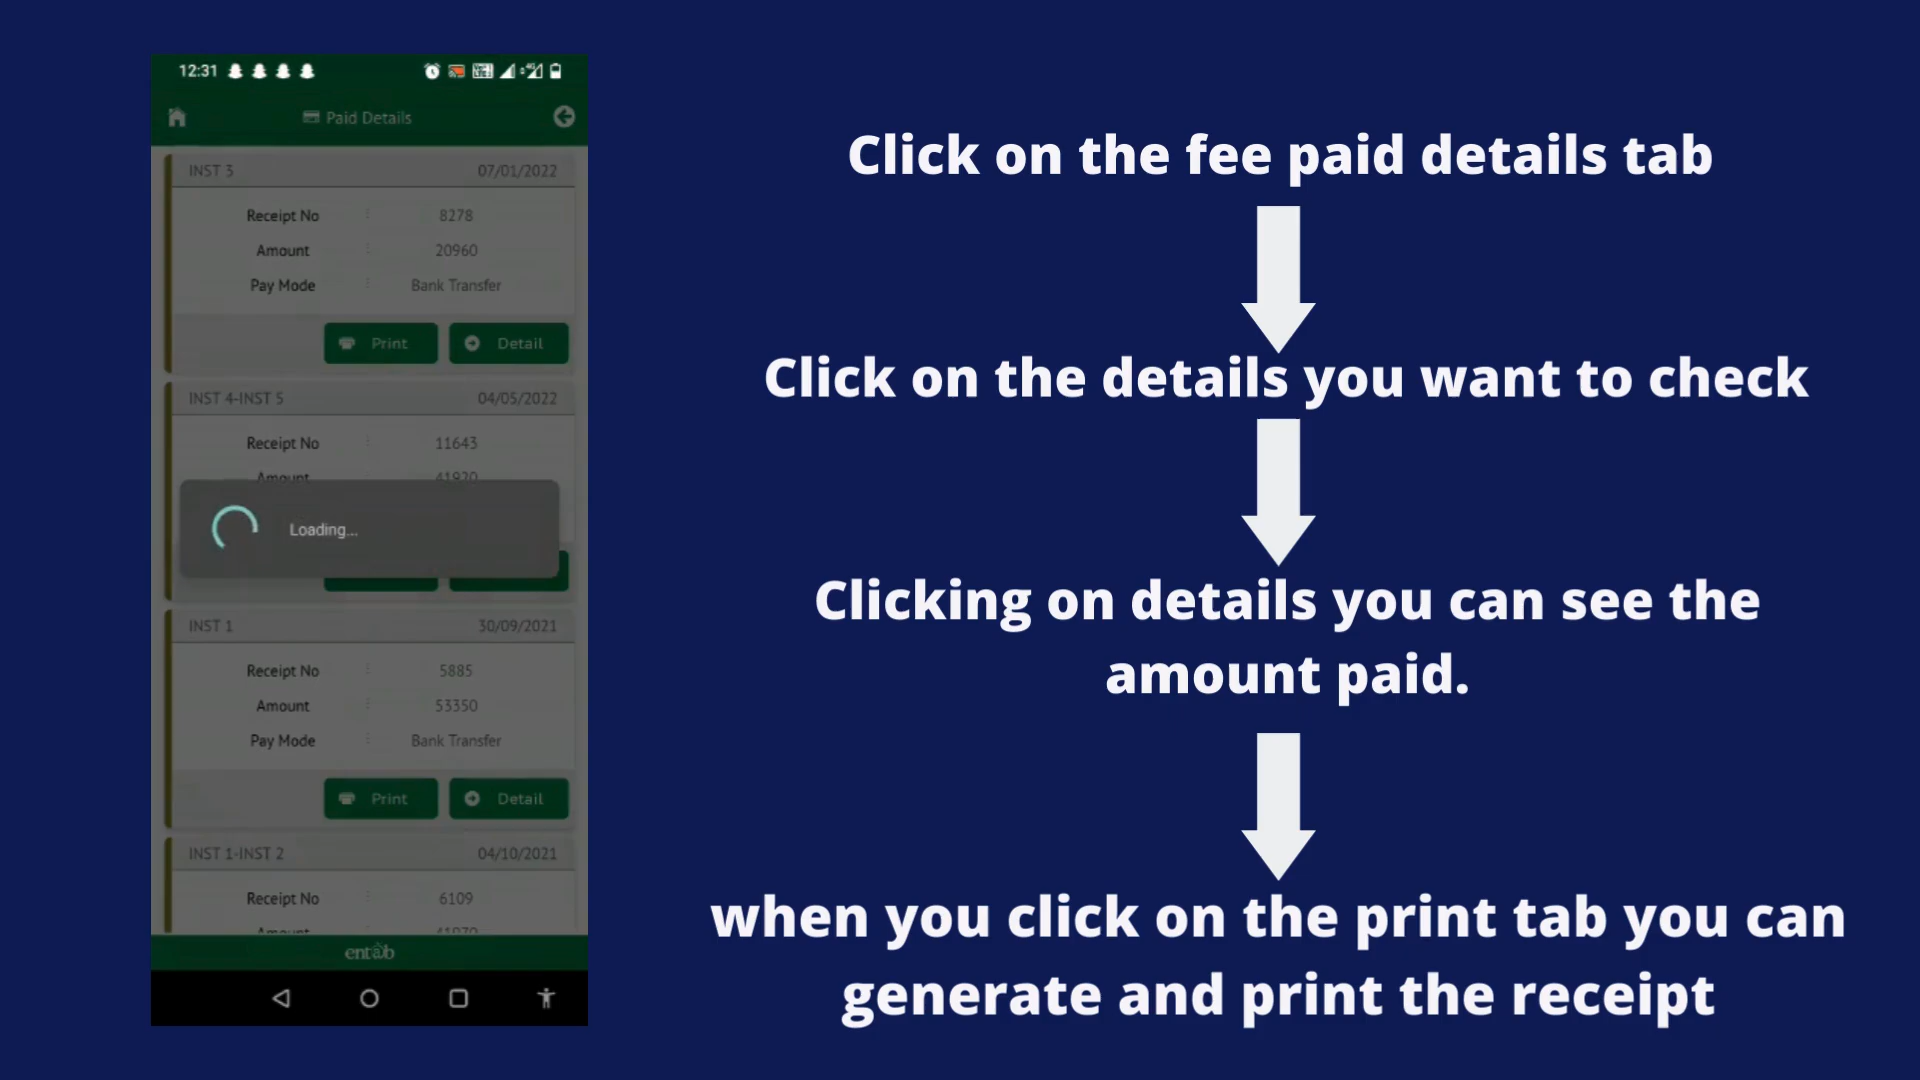 12:31
Paid Details
INST 3 07/01/2022
Receipt No : 8278
Amount : 20960
Pay Mode : Bank Transfer
Print Detail
INST 4-INST 5 04/05/2022
Receipt No : 11643
Amount 41920
Loading...
INST 1 30/09/2021
Receipt No : 5885
Amount : 53350
Pay Mode : Bank Transfer
Print Detail
INST 1-INST 2 04/10/2021
Receipt No : 6109
Amount
entab
Click on the fee paid details tab
Click on the details you want to check
Clicking on details you can see the
amount paid.
when you click on the print tab you can
generate and print the receipt